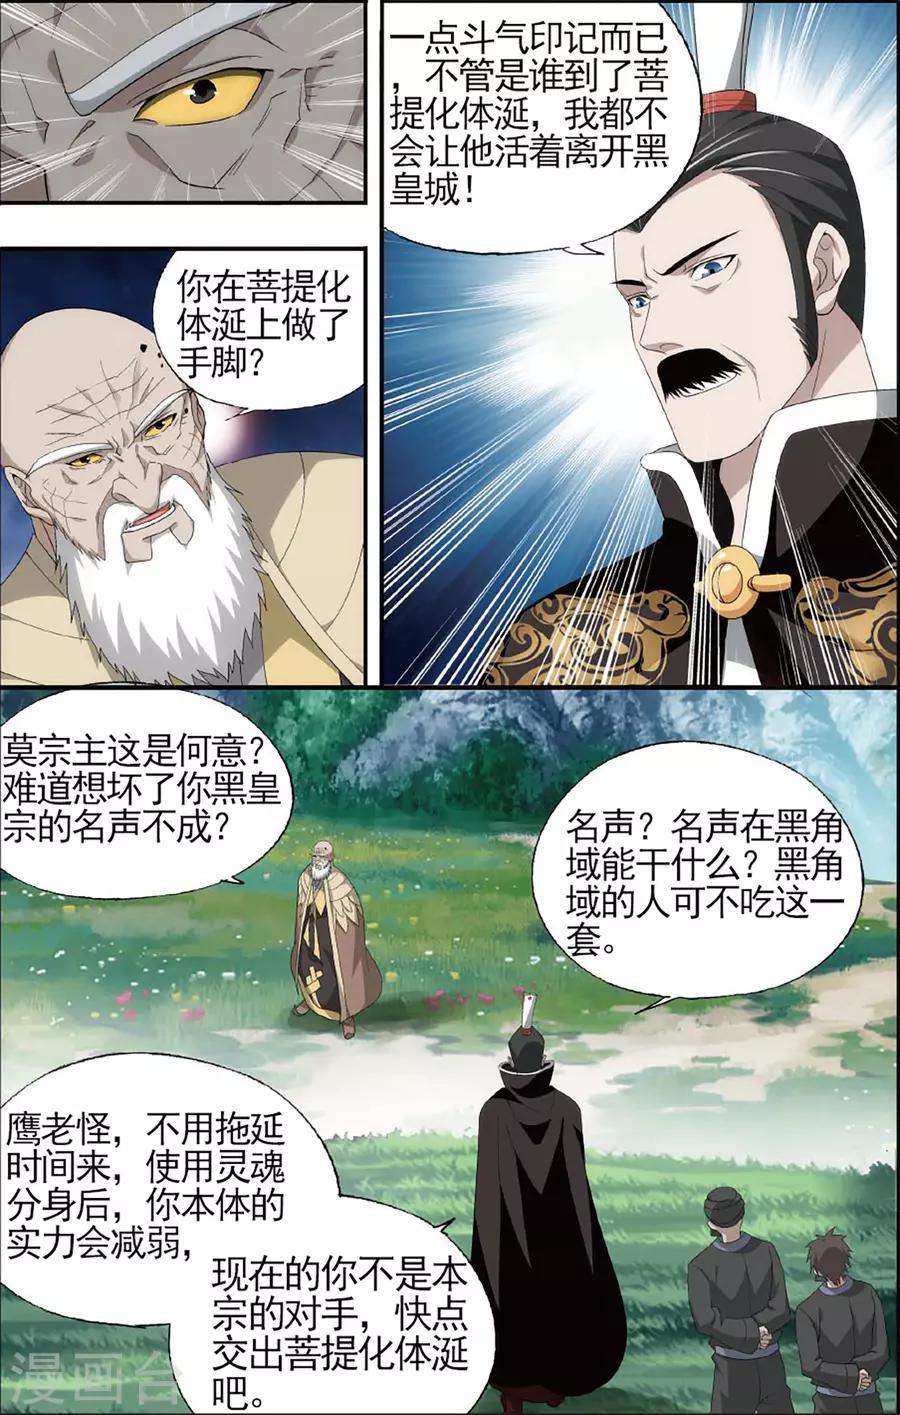 你在菩提化
体涎上做了
手脚？
一点斗气印记而已
，不管是谁到了菩
提化体涎，我都不
会让他活着离开黑
皇城！
莫宗主这是何意？
难道想坏了你黑皇
宗的名声不成？
名声？名声在黑角
域能干什么？黑角
域的人可不吃这一
套。
鹰老怪，不用拖延
时间来，使用灵魂
分身后，你本体的
实力会减弱，
现在的你不是本
宗的对手，快点
交出菩提化体涎
吧。
漫画台